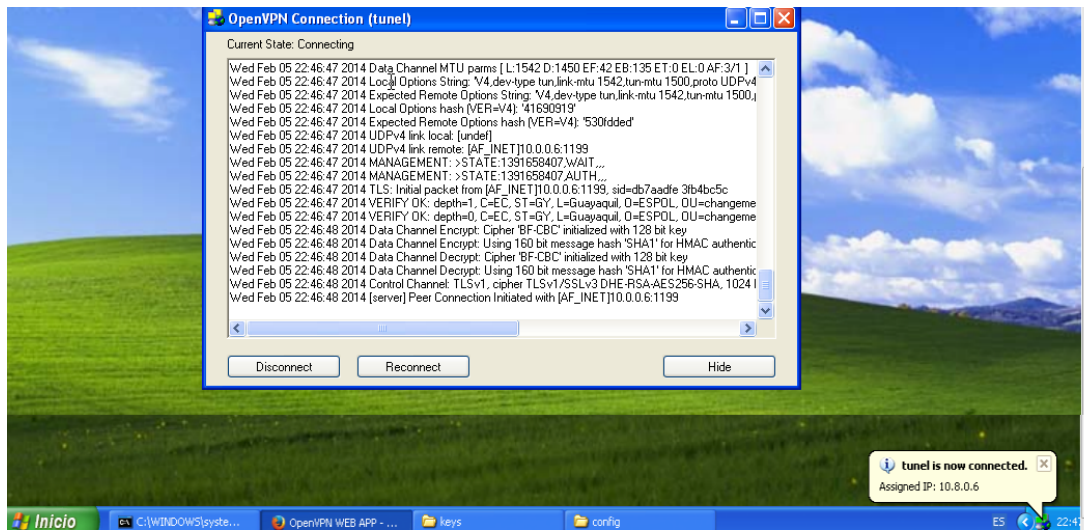 OpenVPN Connection (tunel)
Current State: Connecting
Wed Feb 05 22:46:47 2014 Data Channel MTU parms [ L:1542 D:1450 EF:42 EB:135 ET:0 EL:0 AF:3/1 ]
Wed Feb 05 22:46:47 2014 Local Options String: 'V4,dev-type tun,link-mtu 1542,tun-mtu 1500,proto UDPv4
Wed Feb 05 22:46:47 2014 Expected Remote Options String: 'V4,dev-type tun,link-mtu 1542,tun-mtu 1500,
Wed Feb 05 22:46:47 2014 Local Options hash (VER=V4): '41690919'
Wed Feb 05 22:46:47 2014 Expected Remote Options hash (VER=V4): '530fdded'
Wed Feb 05 22:46:47 2014 UDPv4 link local: [undef]
Wed Feb 05 22:46:47 2014 UDPv4 link remote: [AF_INET]10.0.0.6:1199
Wed Feb 05 22:46:47 2014 MANAGEMENT: >STATE:1391658407,WAIT,,,
Wed Feb 05 22:46:47 2014 MANAGEMENT: >STATE:1391658407,AUTH,,,
Wed Feb 05 22:46:47 2014 TLS: Initial packet from [AF_INET]10.0.0.6:1199, sid=db7aadfe 3fb4bc5c
Wed Feb 05 22:46:47 2014 VERIFY OK: depth=1, C=EC, ST=GY, L=Guayaquil, O=ESPOL, OU=changeme
Wed Feb 05 22:46:47 2014 VERIFY OK: depth=0, C=EC, ST=GY, L=Guayaquil, O=ESPOL, OU=changeme
Wed Feb 05 22:46:48 2014 Data Channel Encrypt: Cipher 'BF-CBC' initialized with 128 bit key
Wed Feb 05 22:46:48 2014 Data Channel Encrypt: Using 160 bit message hash 'SHA1' for HMAC authentic
Wed Feb 05 22:46:48 2014 Data Channel Decrypt: Cipher 'BF-CBC' initialized with 128 bit key
Wed Feb 05 22:46:48 2014 Data Channel Decrypt: Using 160 bit message hash 'SHA1' for HMAC authentic
Wed Feb 05 22:46:48 2014 Control Channel: TLSv1, cipher TLSv1/SSLv3 DHE-RSA-AES256-SHA, 1024
Wed Feb 05 22:46:48 2014 [server] Peer Connection Initiated with [AF_INET]10.0.0.6:1199
Disconnect
Reconnect
Hide
tunel is now connected.
Assigned IP: 10.8.0.6
Inicio
C:\WINDOWS\syste...
OpenVPN WEB APP - ...
keys
config
ES
22:4